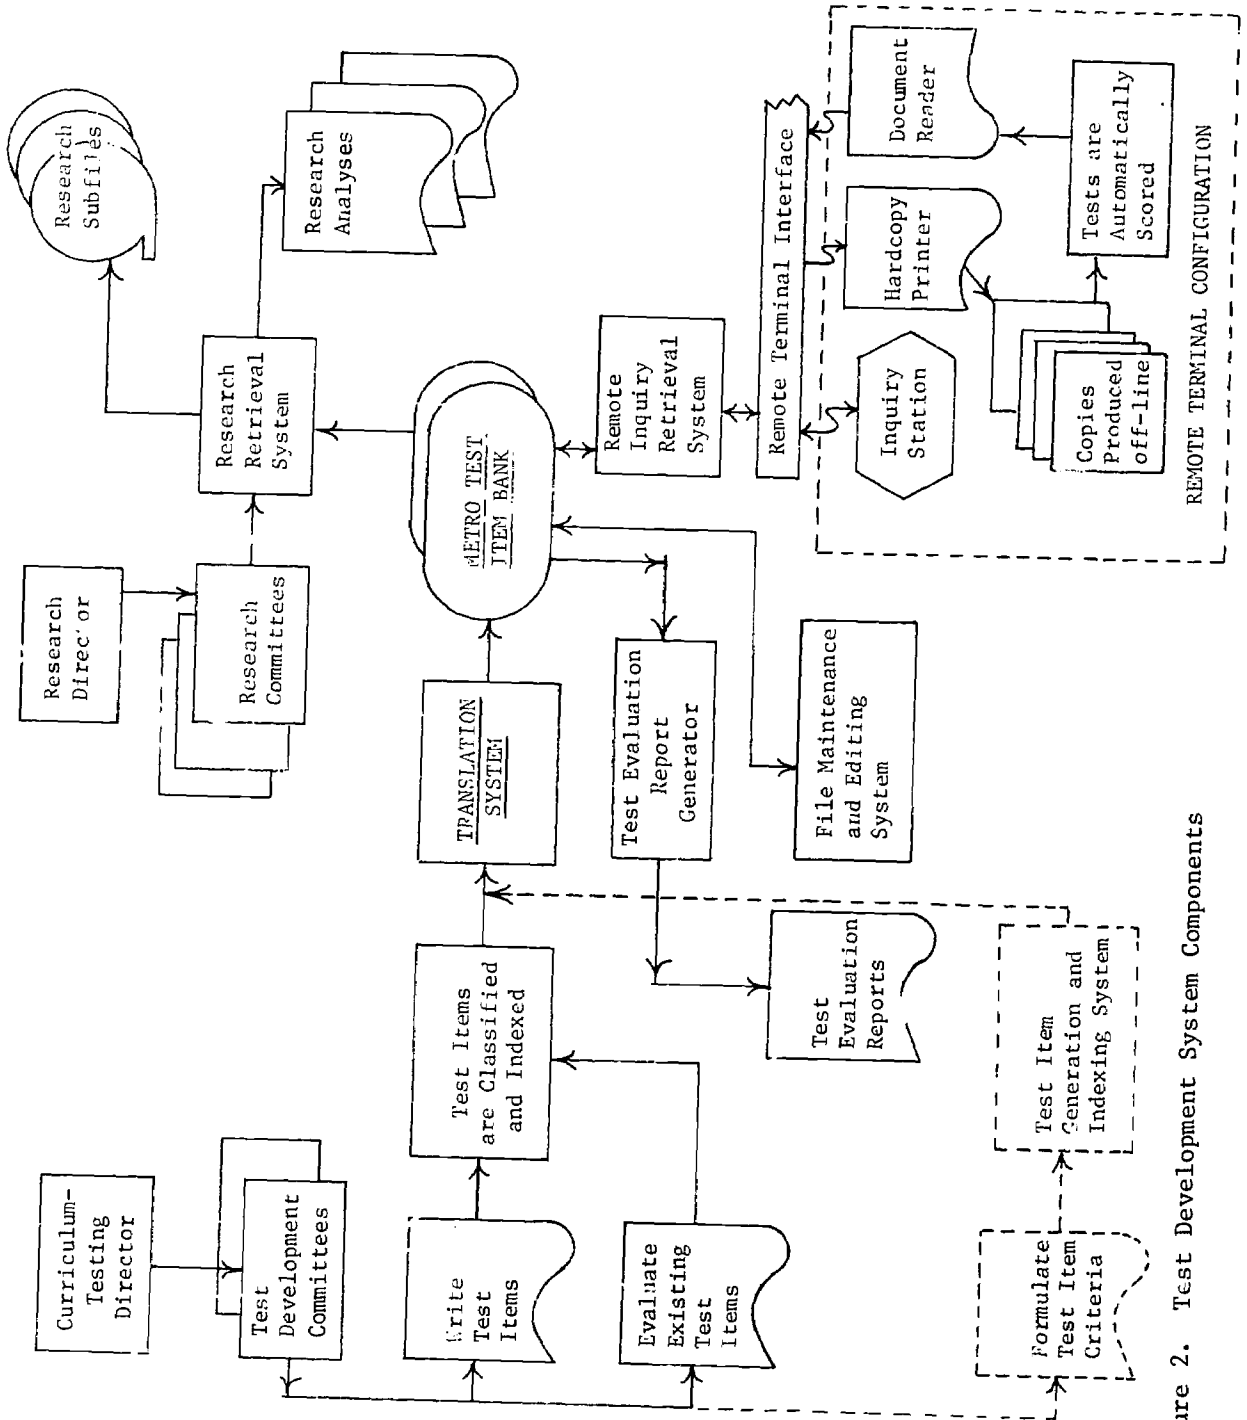 Curriculum-
Testing
Director
Test
Development
Committees
Write
Test
Items
Evaluate
Existing
Test
Items
Formulate
Test Item
Criteria
Test Items
are Classified
and Indexed
Test Item
Generation and
Indexing System
TRANSLATION
SYSTEM
Test Evaluation
Report
Generator
Test
Evaluation
Reports
File Maintenance
and Editing
System
METRO TEST
ITEM BANK
Research
Director
Research
Committees
Research
Retrieval
System
Research
Subfiles
Research
Analyses
Remote
Inquiry
Retrieval
System
Remote Terminal Interface
Inquiry
Station
Hardcopy
Printer
Document
Reader
Copies
Produced
off-line
Tests are
Automatically
Scored
REMOTE TERMINAL CONFIGURATION
ure 2. Test Development System Components